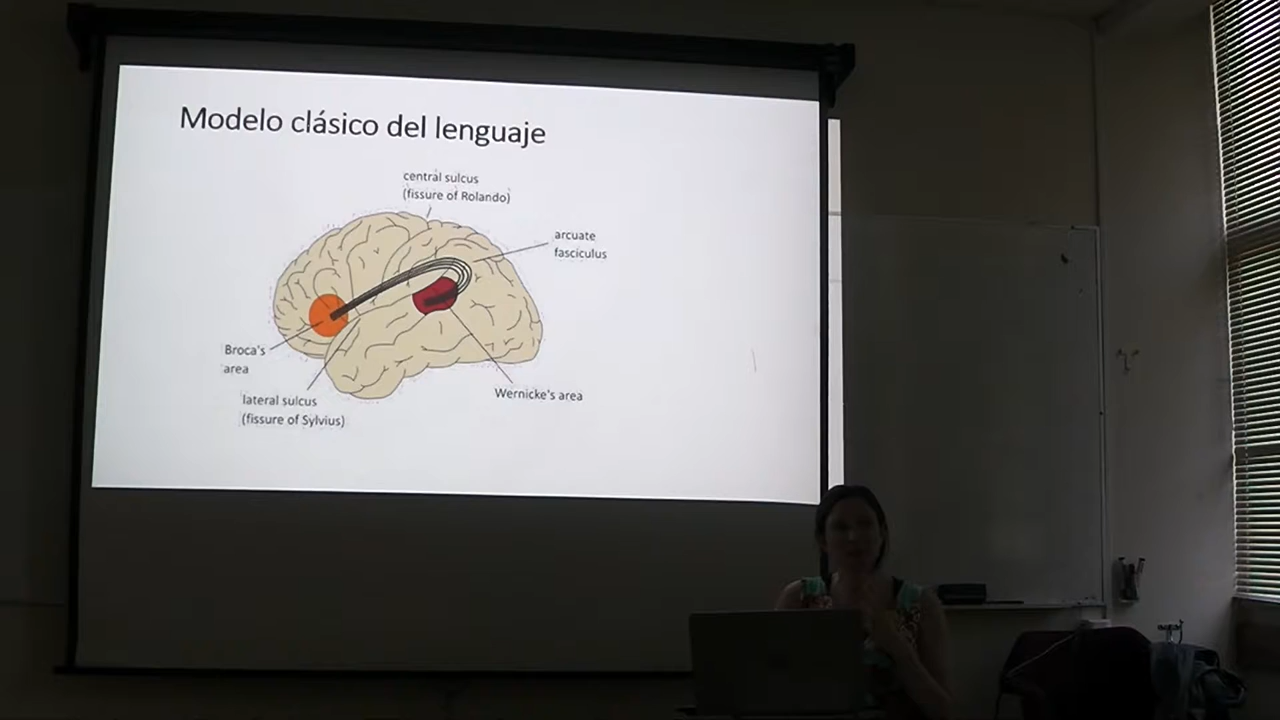 Modelo clásico del lenguaje
central sulcus
(fissure of Rolando)
arcuate
fasciculus
Broca's
area
lateral sulcus
(fissure of Sylvius)
Wernicke's area